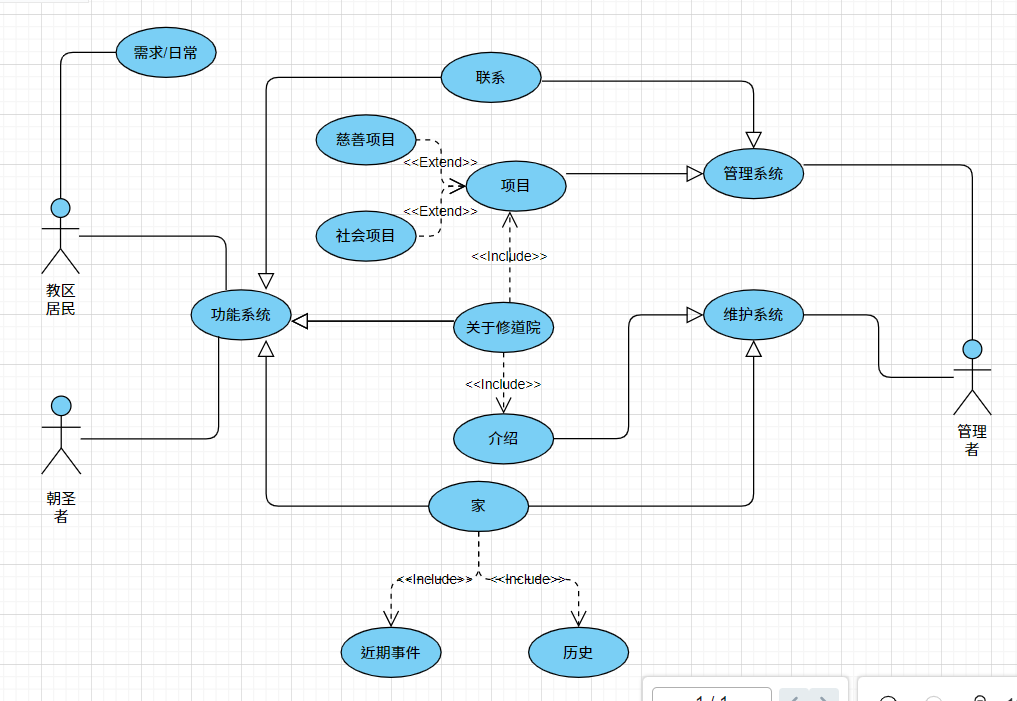 需求/日常
联系
慈善项目
<<Extend>>
管理系统
项目
<<Extend>>
社会项目
<<Include>>
教区
居民
功能系统
关于修道院
维护系统
<<Include>>
介绍
管理
者
朝圣
者
家
<<Include>>
<<Include>>
近期事件
历史
1 / 1